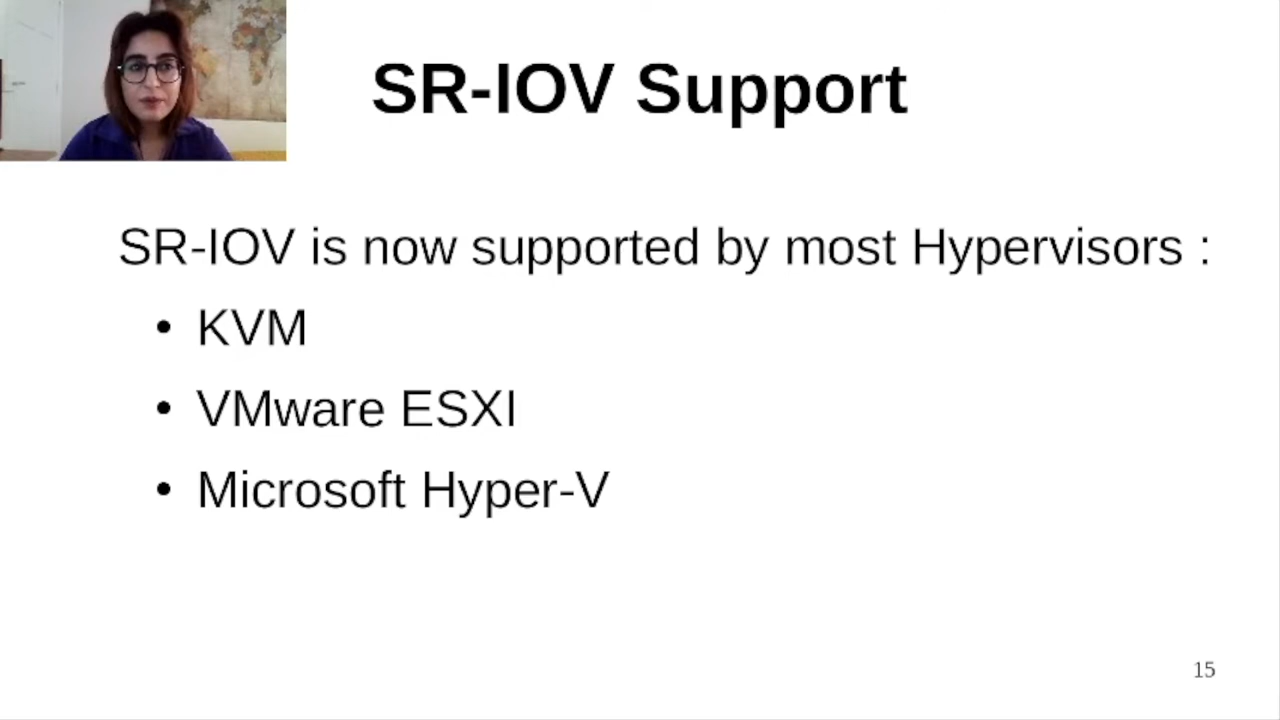 SR-IOV Support
SR-IOV is now supported by most Hypervisors :
• KVM
• VMware ESXI
• Microsoft Hyper-V
15